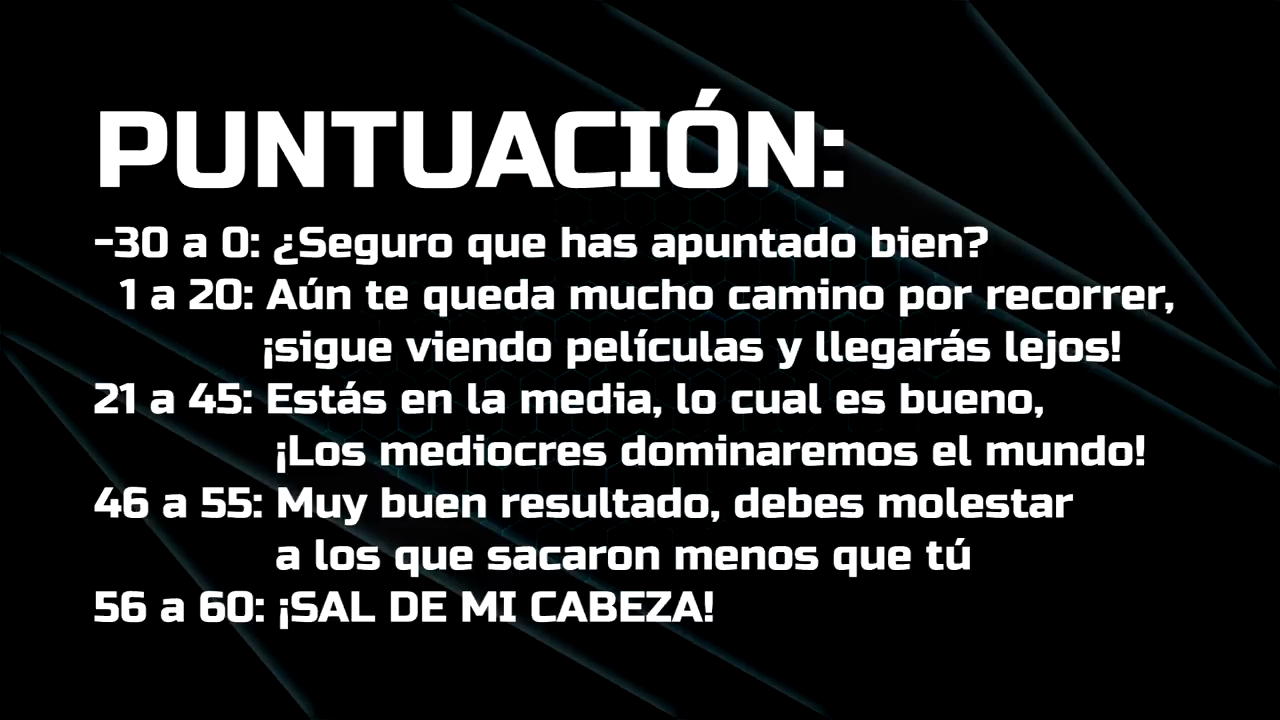 PUNTUACIÓN:
-30 a 0: ¿Seguro que has apuntado bien?
1 a 20: Aún te queda mucho camino por recorrer,
¡sigue viendo películas y llegarás lejos!
21 a 45: Estás en la media, lo cual es bueno,
¡Los mediocres dominaremos el mundo!
46 a 55: Muy buen resultado, debes molestar
a los que sacaron menos que tú
56 a 60: ¡SAL DE MI CABEZA!